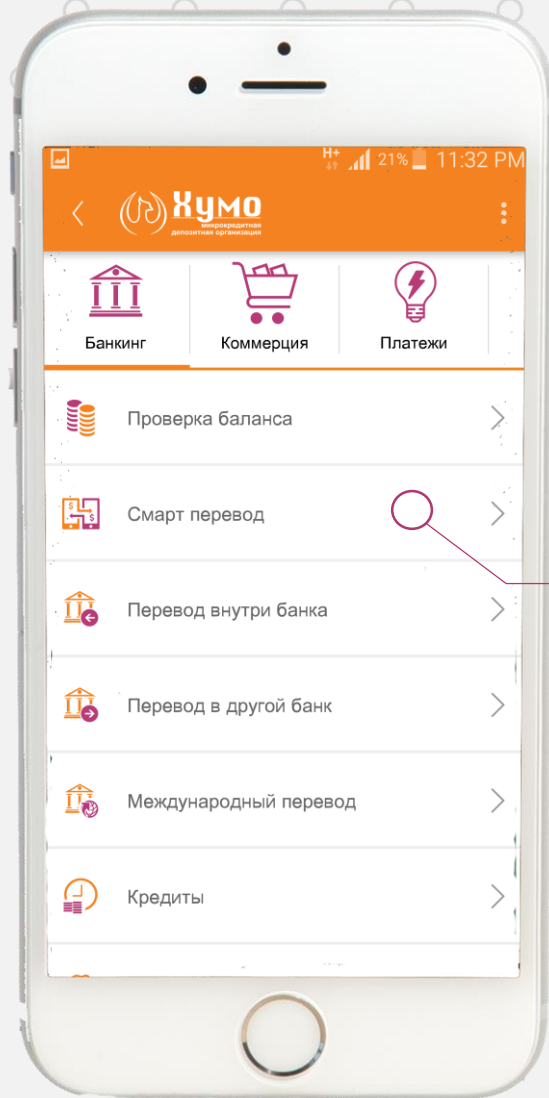 H+ 21% 11:32 PM
Хумо
микрокредитная
депозитная организация
Банкинг Коммерция Платежи
Проверка баланса
Смарт перевод
Перевод внутри банка
Перевод в другой банк
Международный перевод
Кредиты